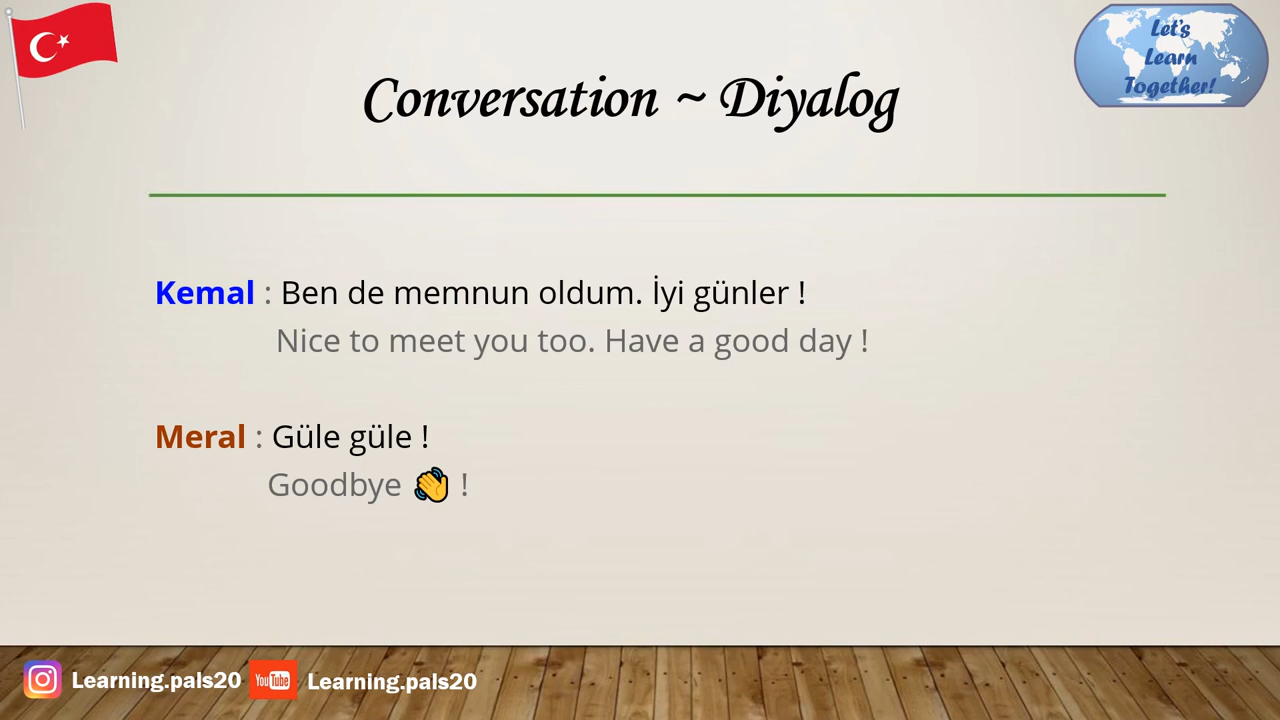 Let's
Learn
Together!
Conversation ~ Diyalog
Kemal : Ben de memnun oldum. İyi günler !
Nice to meet you too. Have a good day !
Meral : Güle güle !
Goodbye 👋 !
Learning.pals20 YouTube Learning.pals20